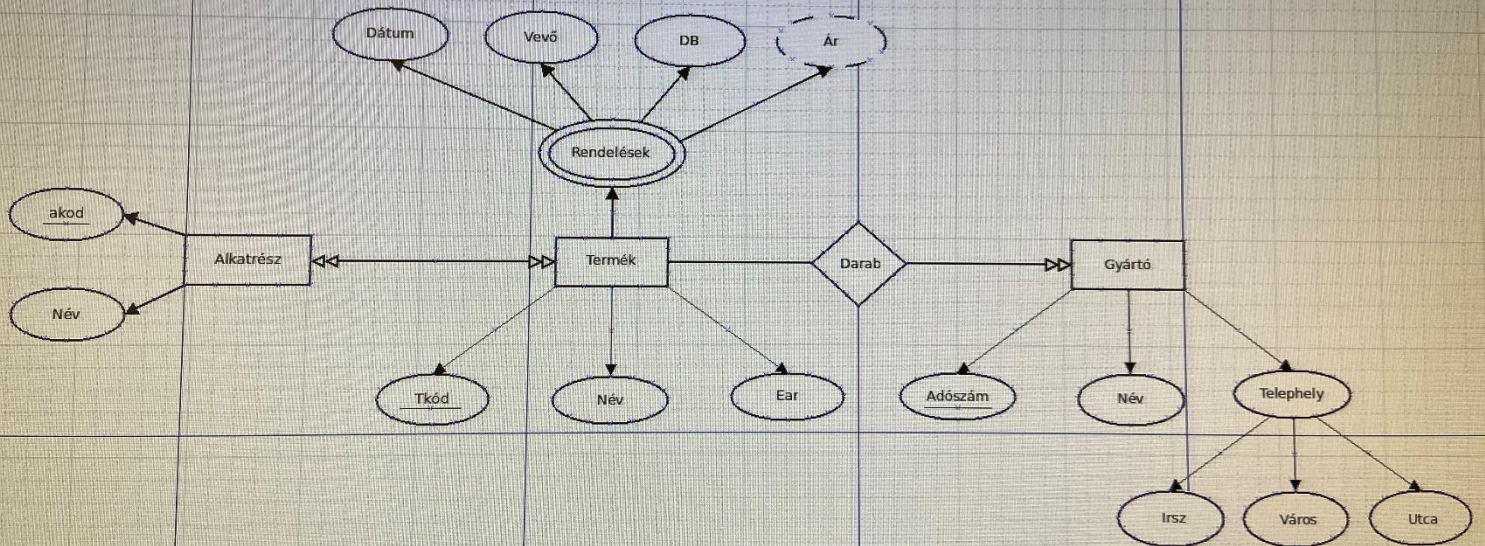 Dátum
Vevő
DB
Ár
Rendelések
akod
Alkatrész
Termék
Darab
Gyártó
Név
Tkód
Név
Ear
Adószám
Név
Telephely
Irsz
Város
Utca